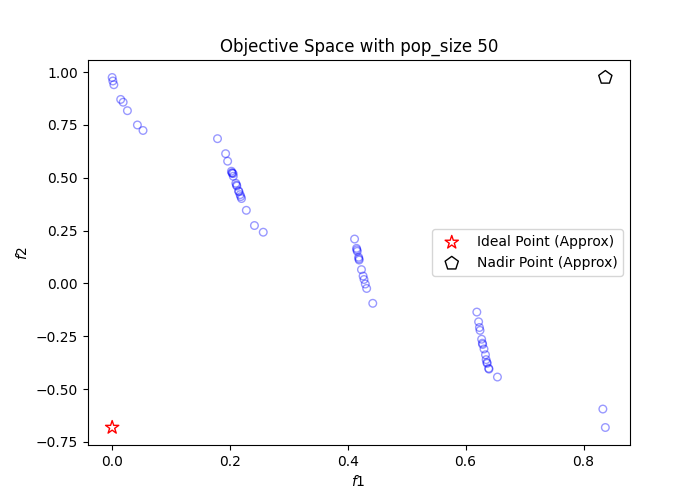 Objective Space with pop_size 50
1.00
0.75
0.50
0.25
0.00
−0.25
−0.50
−0.75
f2
Ideal Point (Approx)
Nadir Point (Approx)
0.0 0.2 0.4 0.6 0.8
f1